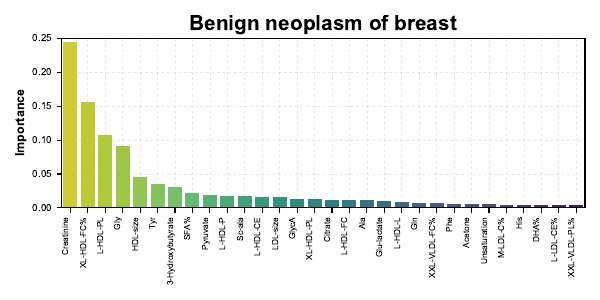 Benign neoplasm of breast
Importance
0.25
0.20
0.15
0.10
0.05
0.00
Creatinine
XL-HDL-FC%
L-HDL-PL
Gly
HDL-size
Tyr
3-Hydroxybutyrate
SFA%
Pyruvate
L-HDL-P
L-HDL-CE
LDL-size
GlycA
XL-HDL-PL
Citrate
L-HDL-FC
Ala
Glu-lactate
L-HDL-L
Gln
XXL-VLDL-FC%
Phe
Acetone
Unsaturation
M-LDL-C%
His
DHA%
L-LDL-CE%
XXL-VLDL-PL%